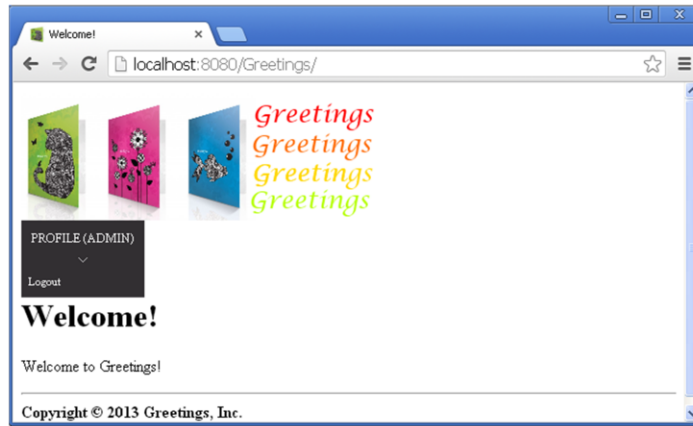 Welcome!
localhost:8080/Greetings/
Greetings
Greetings
Greetings
Greetings
PROFILE (ADMIN)
Logout
Welcome!
Welcome to Greetings!
Copyright © 2013 Greetings, Inc.